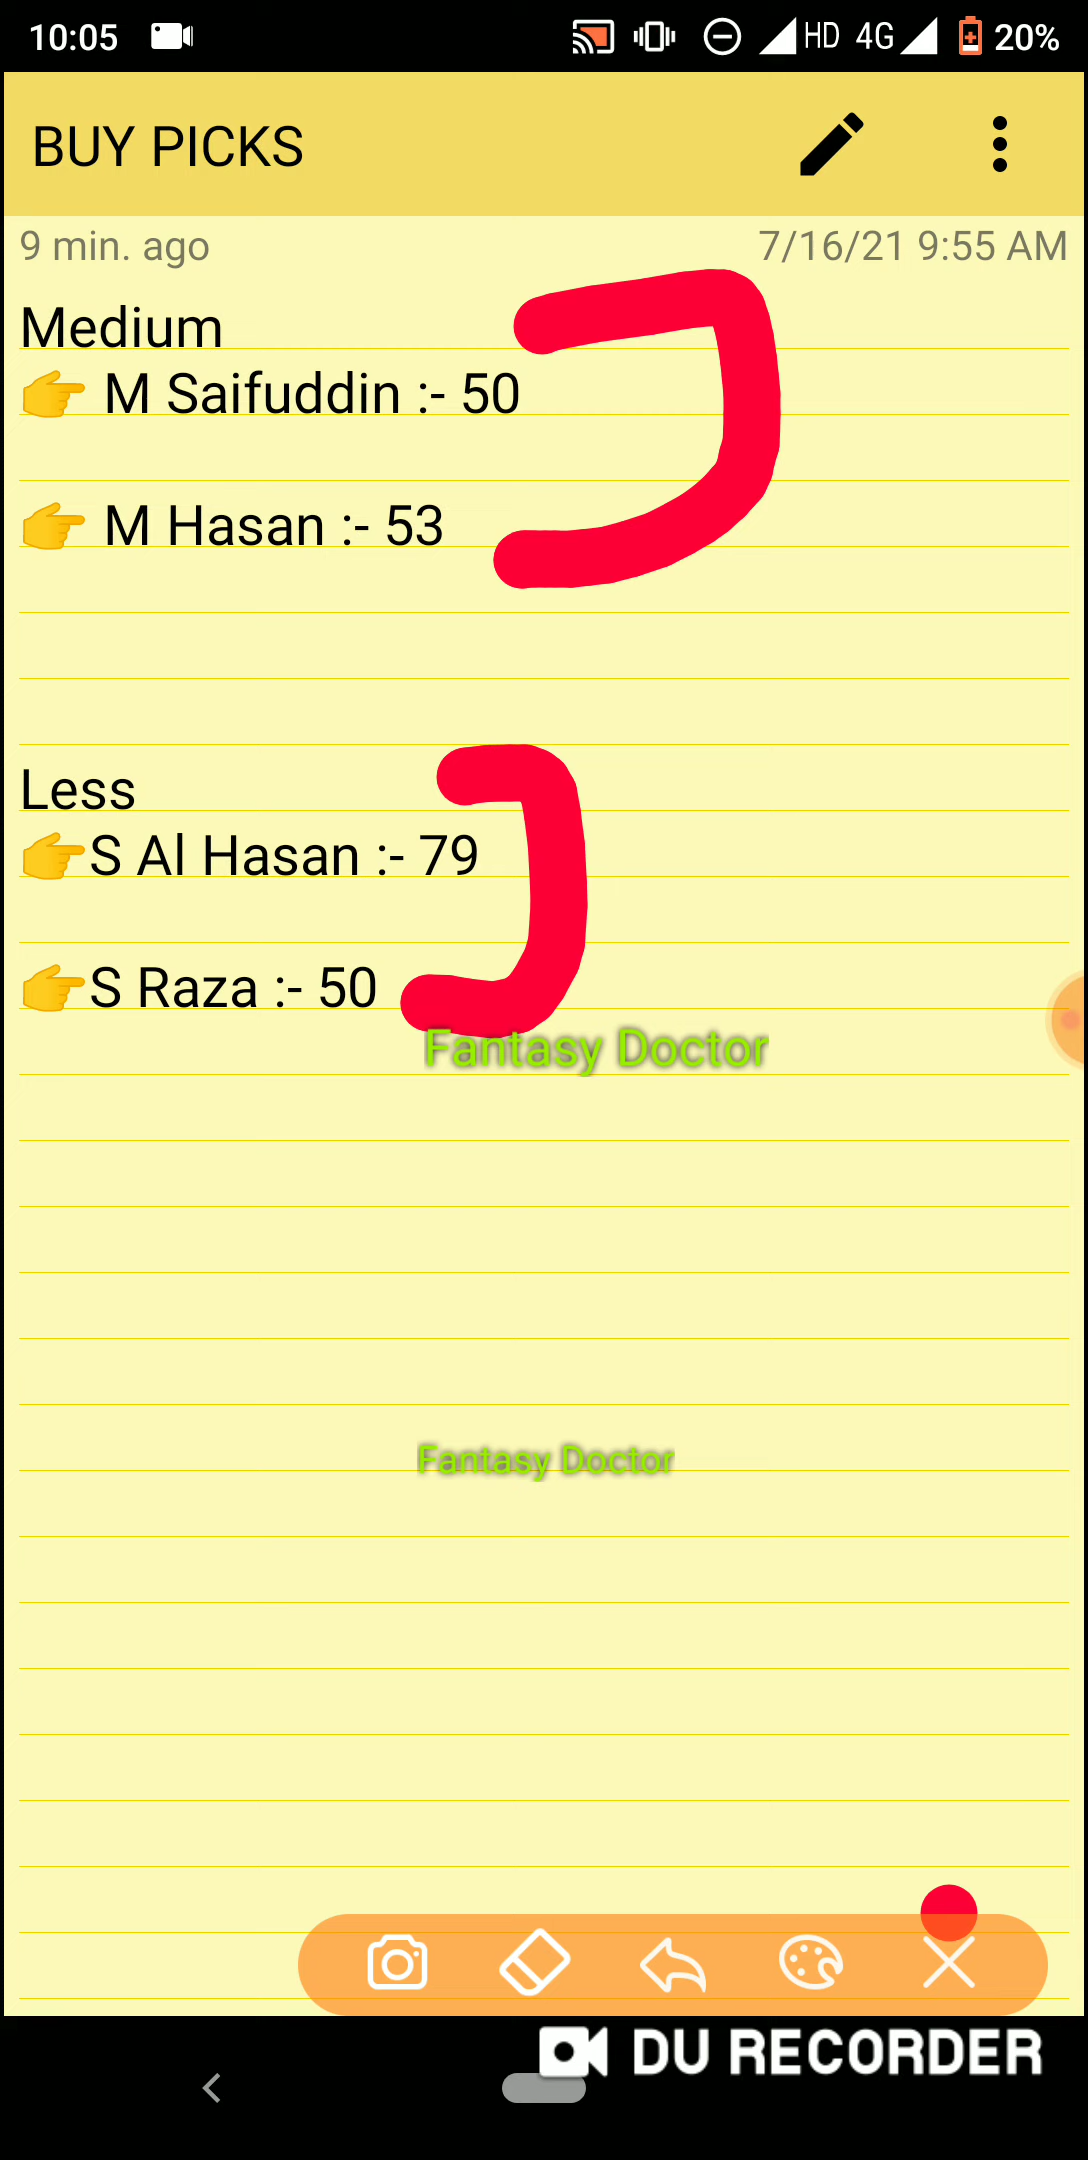 10:05 HD 4G 20%
BUY PICKS
9 min. ago 7/16/21 9:55 AM
Medium
👉 M Saifuddin :- 50
👉 M Hasan :- 53
Less
👉S Al Hasan :- 79
👉S Raza :- 50
Fantasy Doctor
Fantasy Doctor
DU RECORDER